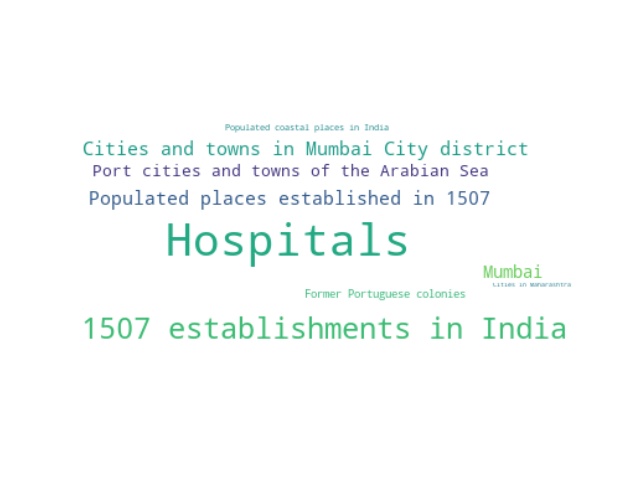 Populated coastal places in India
Cities and towns in Mumbai City district
Port cities and towns of the Arabian Sea
Populated places established in 1507
Hospitals
Mumbai
Cities in Maharashtra
Former Portuguese colonies
1507 establishments in India